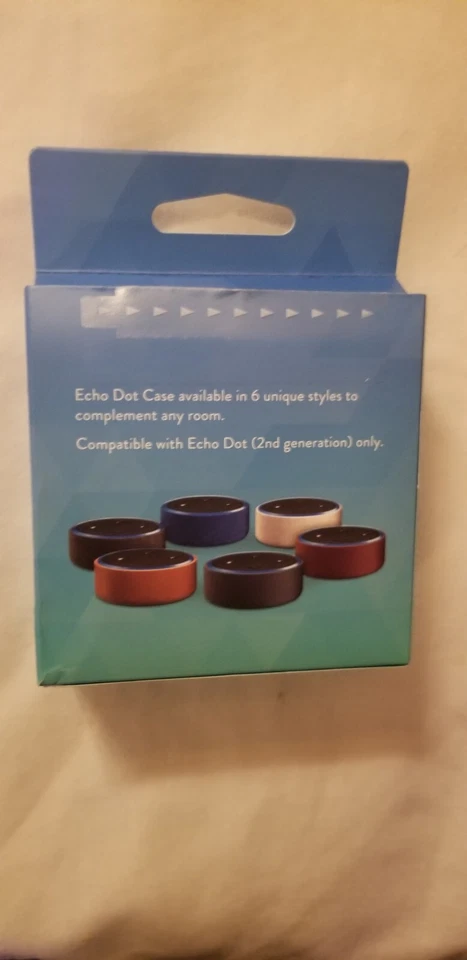 Echo Dot Case available in 6 unique styles to
complement any room.
Compatible with Echo Dot (2nd generation) only.